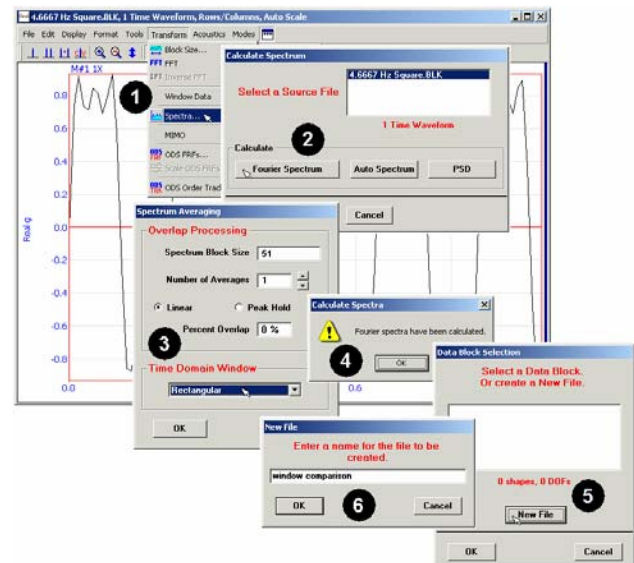 4.6667 Hz Square.BLK, 1 Time Waveform, Rows/Columns, Auto Scale
File Edit Display Format Tools Transform Acoustics Modes
M#1 1X
Block Size...
FFT FFT
Inverse FFT
Window Data
Spectra...
MIMO
ODS FRFs...
Scale ODS FRFs
ODS Order Trac
1
Real g
0.8
0.6
0.4
0.2
0.0
-0.2
-0.4
-0.6
-0.8
0.0
0.6
Calculate Spectrum
Select a Source File
4.6667 Hz Square.BLK
1 Time Waveform
2
Calculate
Fourier Spectrum
Auto Spectrum
PSD
Cancel
Spectrum Averaging
Overlap Processing
Spectrum Block Size 51
Number of Averages 1
Linear Peak Hold
Percent Overlap 0 %
3
Time Domain Window
Rectangular
OK
Calculate Spectra
Fourier spectra have been calculated.
4
OK
Data Block Selection
Select a Data Block.
Or create a New File.
0 shapes, 0 DOFs
5
New File
OK Cancel
New File
Enter a name for the file to be
created.
window comparison
OK 6 Cancel